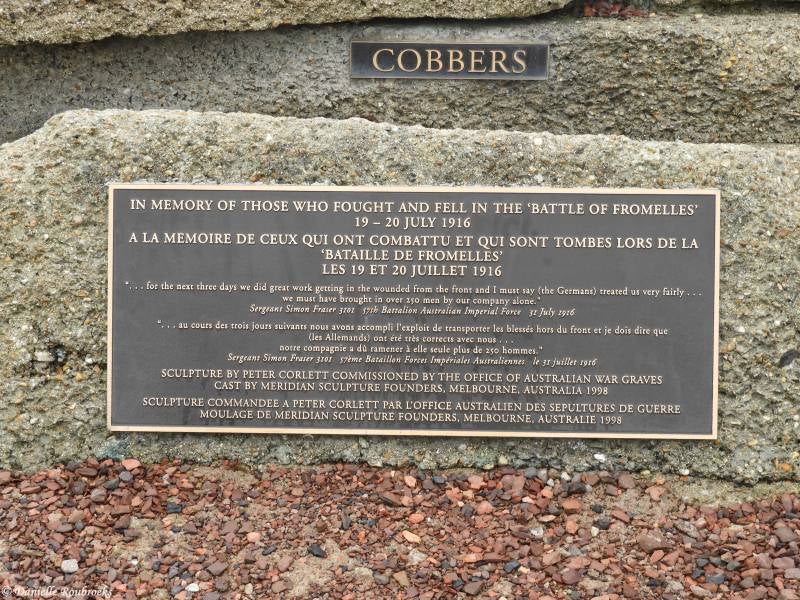 COBBERS
IN MEMORY OF THOSE WHO FOUGHT AND FELL IN THE 'BATTLE OF FROMELLES'
19 – 20 JULY 1916
A LA MEMOIRE DE CEUX QUI ONT COMBATTU ET QUI SONT TOMBES LORS DE LA
'BATAILLE DE FROMELLES'
LES 19 ET 20 JUILLET 1916
". . . for the next three days we did great work getting in the wounded from the front and I must say (the Germans) treated us very fairly . . .
we must have brought in over 250 men by our company alone."
Sergeant Simon Fraser 3101 57th Battalion Australian Imperial Force 31 July 1916
". . . au cours des trois jours suivants nous avons accompli l'exploit de transporter les blessés hors du front et je dois dire que
(les Allemands) ont été très corrects avec nous . . .
notre compagnie a dû ramener à elle seule plus de 250 hommes."
Sergeant Simon Fraier 3101 57ème Bataillon Forces Impériales Australiennes le 31 juillet 1916
SCULPTURE BY PETER CORLETT COMMISSIONED BY THE OFFICE OF AUSTRALIAN WAR GRAVES
CAST BY MERIDIAN SCULPTURE FOUNDERS, MELBOURNE, AUSTRALIA 1998
SCULPTURE COMMANDEE A PETER CORLETT PAR L'OFFICE AUSTRALIEN DES SEPULTURES DE GUERRE
MOULAGE DE MERIDIAN SCULPTURE FOUNDERS, MELBOURNE, AUSTRALIE 1998
© Danielle Roubroeks